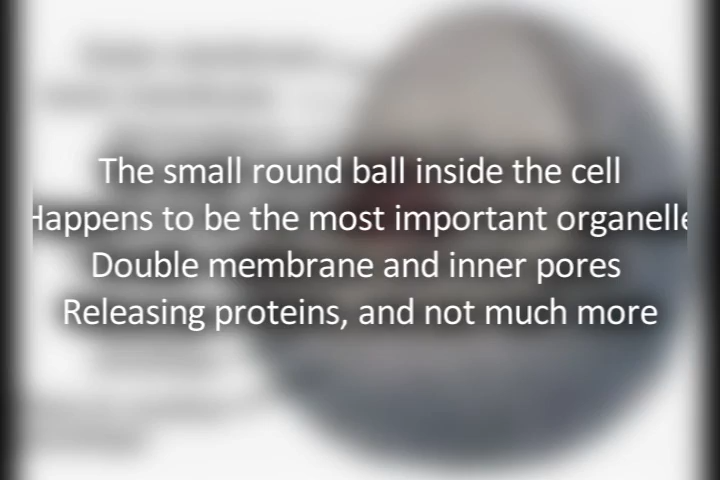 The small round ball inside the cell
Happens to be the most important organelle
Double membrane and inner pores
Releasing proteins, and not much more